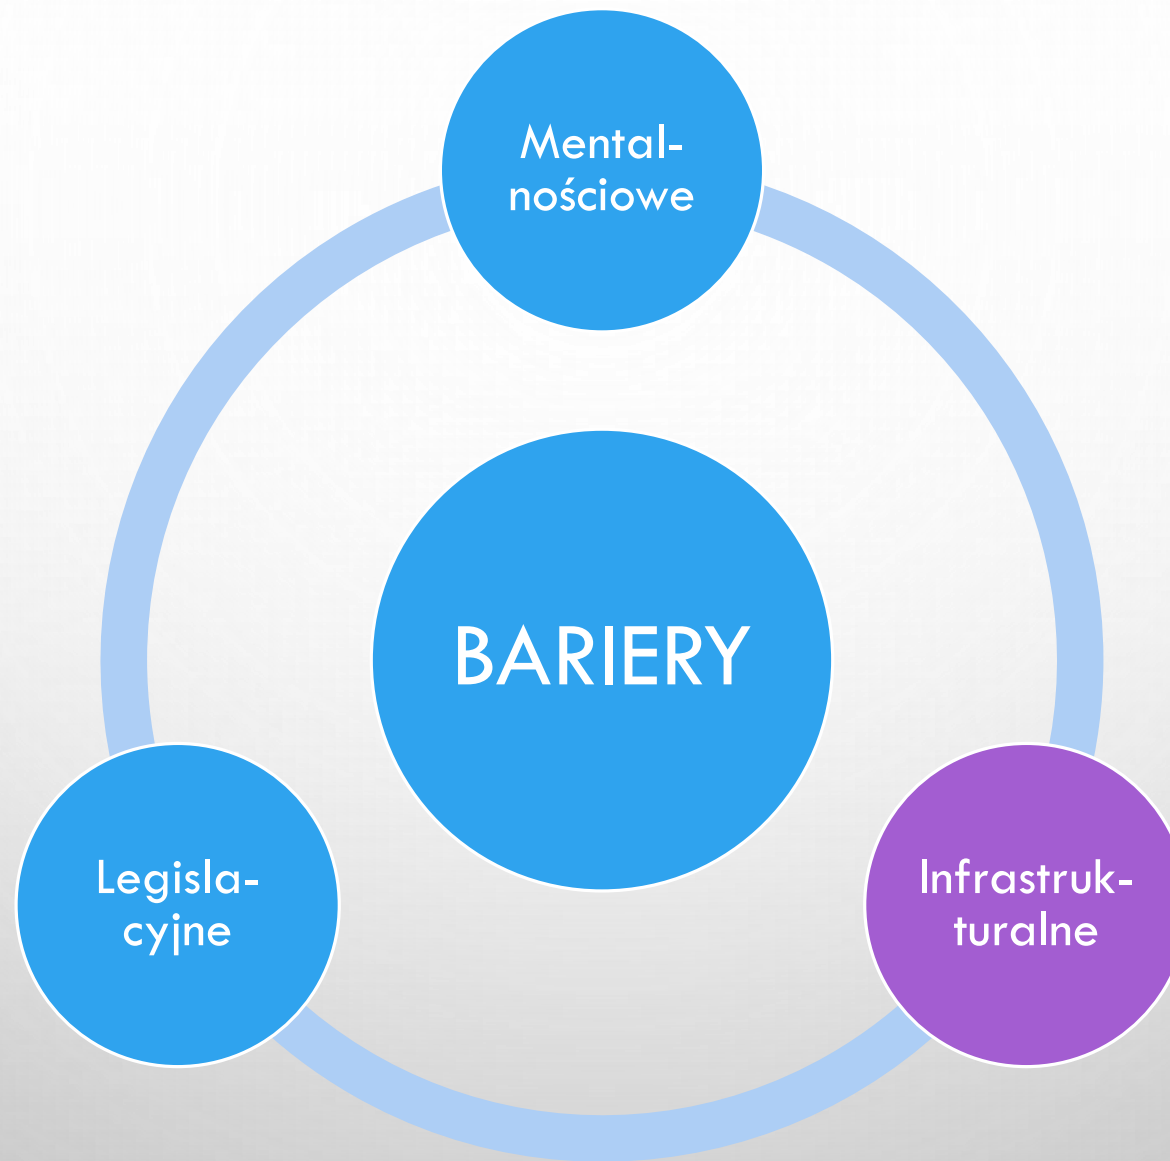 Mental-
nościowe
BARIERY
Legisla-
cyjne
Infrastruk-
turalne